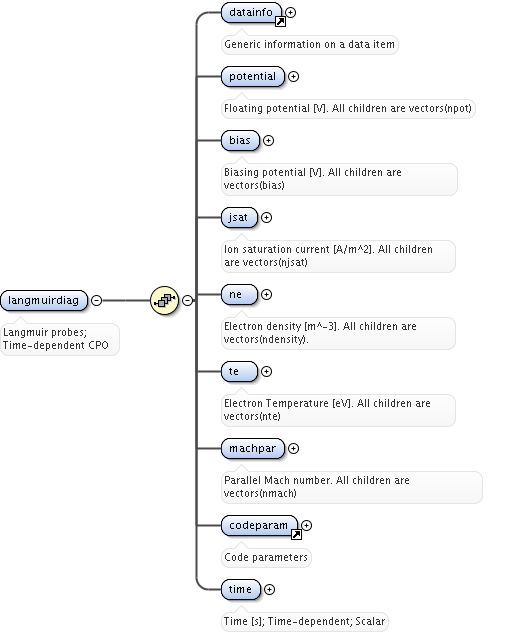 datainfo
Generic information on a data item
potential
Floating potential [V]. All children are vectors(npot)
bias
Biasing potential [V]. All children are
vectors(bias)
jsat
Ion saturation current [A/m^2]. All children
are vectors(njsat)
langmuirdiag
Langmuir probes;
Time-dependent CPO
ne
Electron density [m^-3]. All children are
vectors(ndensity).
te
Electron Temperature [eV]. All children are
vectors(nte)
machpar
Parallel Mach number. All children are
vectors(nmach)
codeparam
Code parameters
time
Time [s]; Time-dependent; Scalar